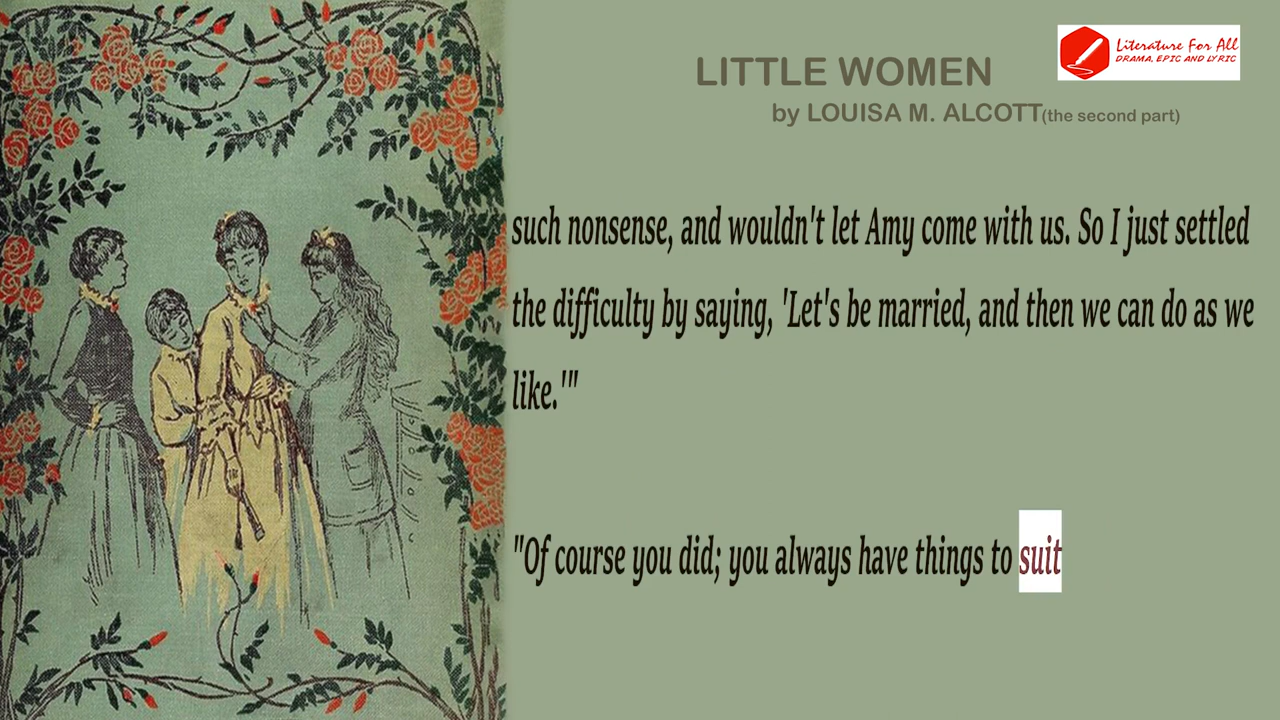 LITTLE WOMEN
by LOUISA M. ALCOTT(the second part)
Literature For All
DRAMA, EPIC AND LYRIC
such nonsense, and wouldn't let Amy come with us. So I just settled
the difficulty by saying, 'Let's be married, and then we can do as we
like.'"
"Of course you did; you always have things to suit